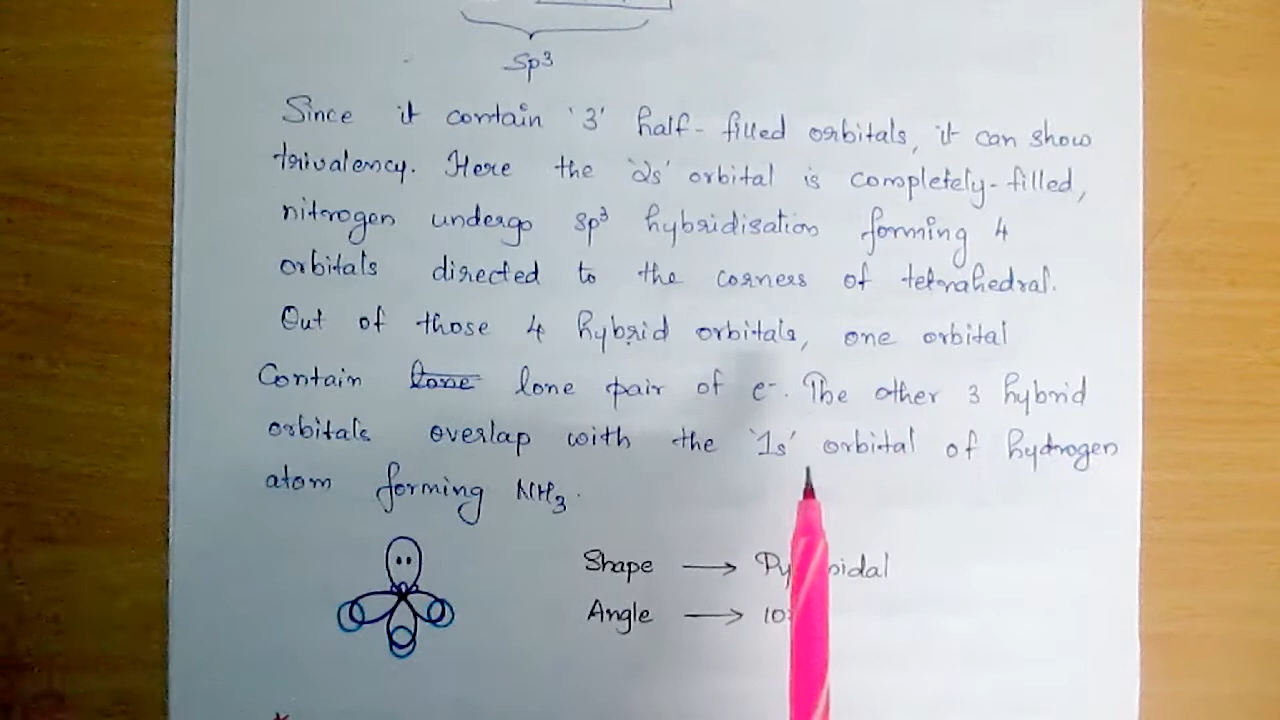 Sp³
Since it contain '3' half-filled orbitals, it can show
trivalency. Here the '2s' orbital is completely-filled,
nitrogen undergo sp³ hybridisation forming 4
orbitals directed to the corners of tetrahedral.
Out of those 4 hybrid orbitals, one orbital
Contain lone pair of e⁻. The other 3 hybrid
orbitals overlap with the '1s' orbital of hydrogen
atom forming NH₃.
Shape →
Angle →